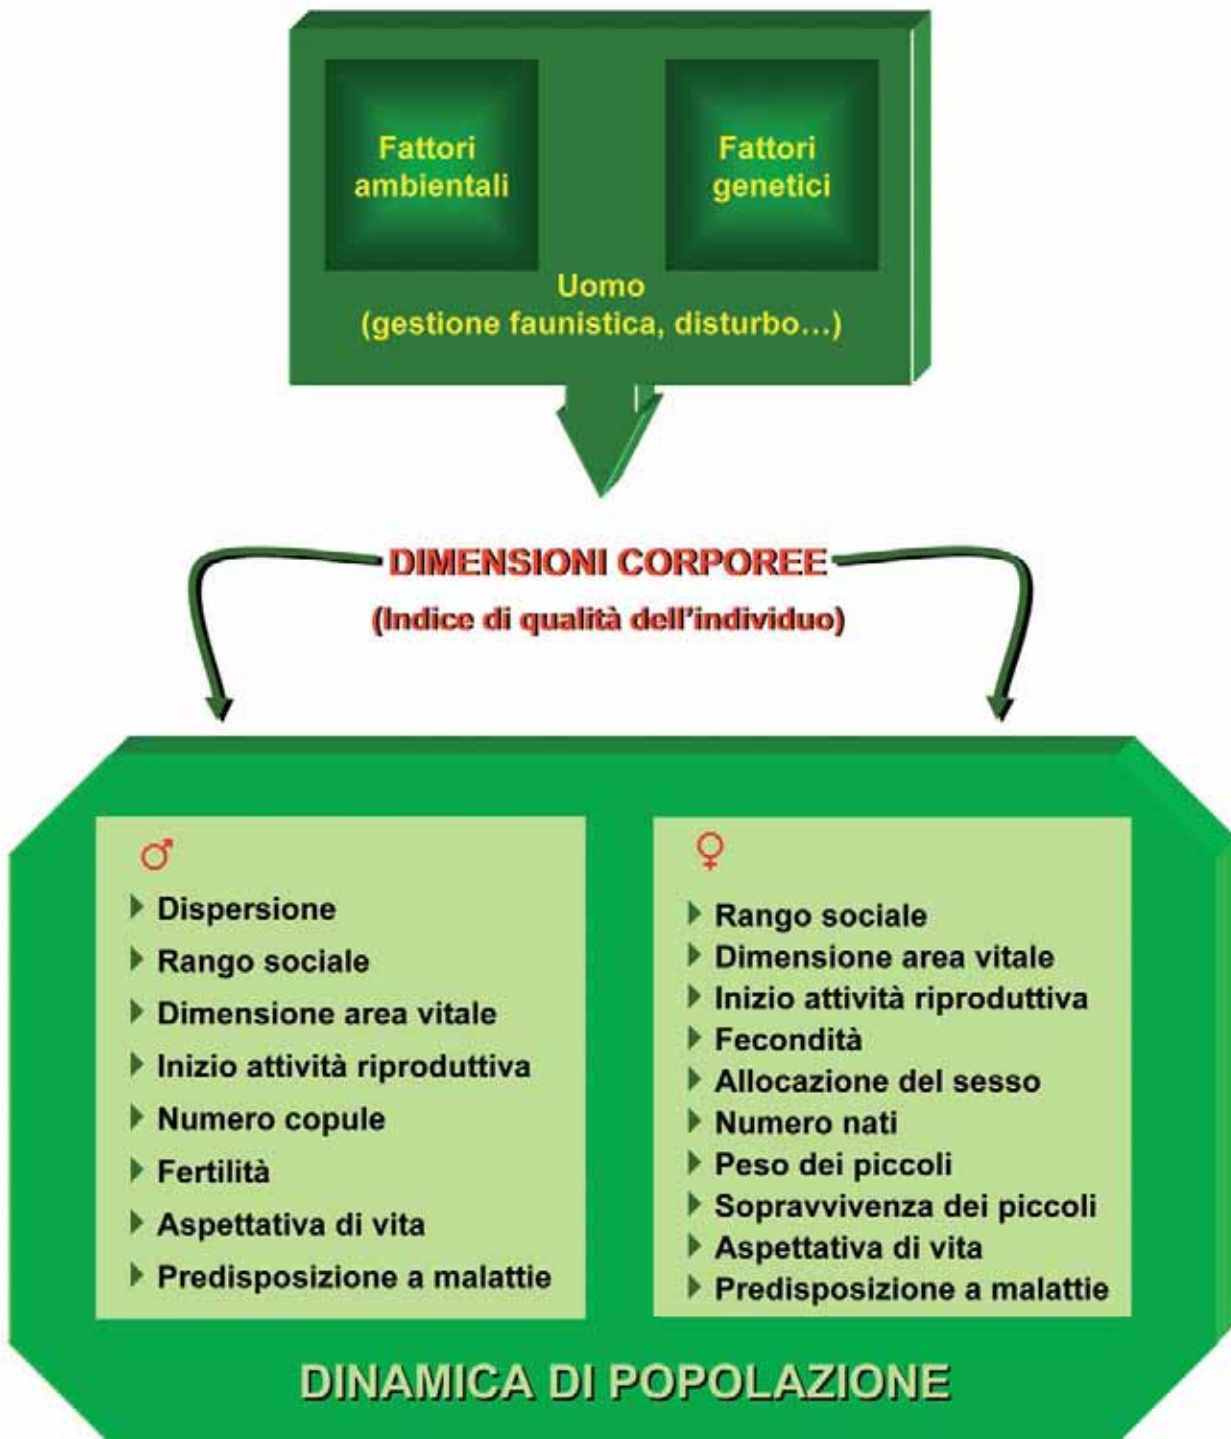 Fattori
ambientali
Fattori
genetici
Uomo
(gestione faunistica, disturbo...)
DIMENSIONI CORPOREE
(Indice di qualità dell'individuo)
♂
Dispersione
Rango sociale
Dimensione area vitale
Inizio attività riproduttiva
Numero copule
Fertilità
Aspettativa di vita
Predisposizione a malattie
♀
Rango sociale
Dimensione area vitale
Inizio attività riproduttiva
Fecondità
Allocazione del sesso
Numero nati
Peso dei piccoli
Sopravvivenza dei piccoli
Aspettativa di vita
Predisposizione a malattie
DINAMICA DI POPOLAZIONE